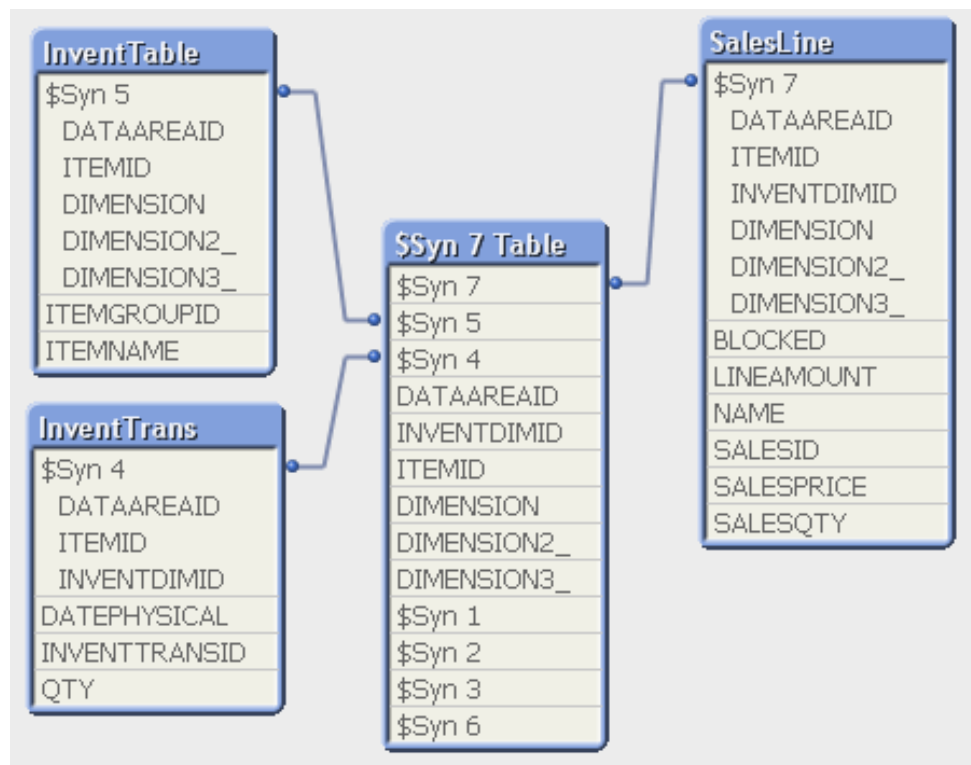 InventTable
$Syn 5
DATAAREAID
ITEMID
DIMENSION
DIMENSION2_
DIMENSION3_
ITEMGROUPID
ITEMNAME
InventTrans
$Syn 4
DATAAREAID
ITEMID
INVENTDIMID
DATEPHYSICAL
INVENTTRANSID
QTY
$Syn 7 Table
$Syn 7
$Syn 5
$Syn 4
DATAAREAID
INVENTDIMID
ITEMID
DIMENSION
DIMENSION2_
DIMENSION3_
$Syn 1
$Syn 2
$Syn 3
$Syn 6
SalesLine
$Syn 7
DATAAREAID
ITEMID
INVENTDIMID
DIMENSION
DIMENSION2_
DIMENSION3_
BLOCKED
LINEAMOUNT
NAME
SALESID
SALESPRICE
SALESQTY